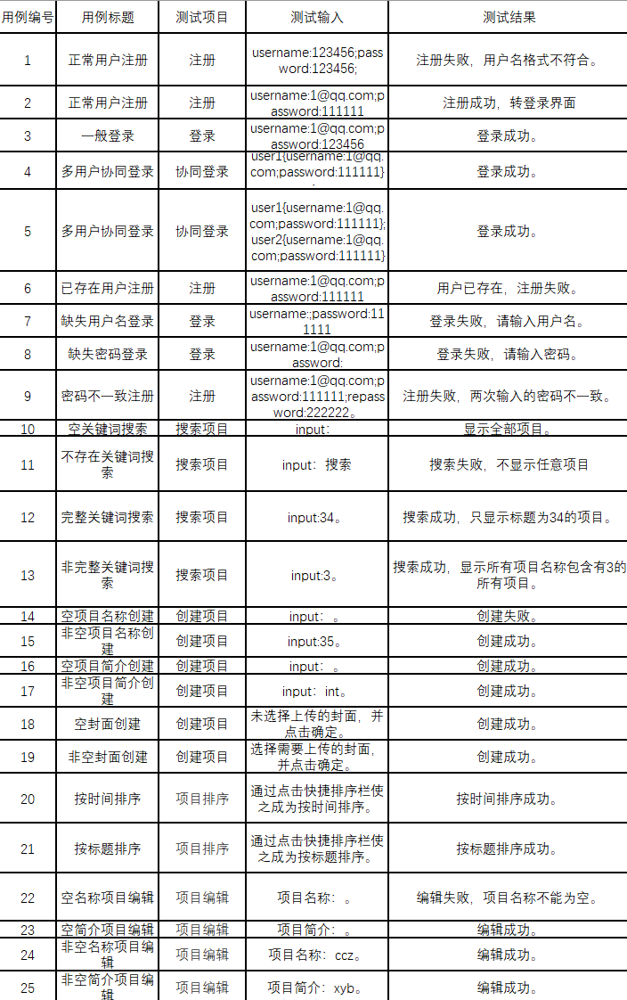 用例编号 用例标题 测试项目 测试输入 测试结果
1 正常用户注册 注册 username:123456;pass
word:123456; 注册失败，用户名格式不符合。
2 正常用户注册 注册 username:1@qq.com;p
assword:111111 注册成功，转登录界面
3 一般登录 登录 username:1@qq.com;p
assword:123456 登录成功。
4 多用户协同登录 协同登录 user1{username:1@qq.
com;password:111111}
; 登录成功。
5 多用户协同登录 协同登录 user1{username:1@qq.
com;password:111111};
user2{username:1@qq.
com;password:111111} 登录成功。
6 已存在用户注册 注册 username:1@qq.com;p
assword:111111 用户已存在，注册失败。
7 缺失用户名登录 登录 username:;password:11
1111 登录失败，请输入用户名。
8 缺失密码登录 登录 username:1@qq.com;p
assword: 登录失败，请输入密码。
9 密码不一致注册 注册 username:1@qq.com;p
assword:111111;repass
word:222222。 注册失败，两次输入的密码不一致。
10 空关键词搜索 搜索项目 input： 显示全部项目。
11 不存在关键词搜
索 搜索项目 input：搜索 搜索失败，不显示任意项目
12 完整关键词搜索 搜索项目 input:34。 搜索成功，只显示标题为34的项目。
13 非完整关键词搜
索 搜索项目 input:3。 搜索成功，显示所有项目名称包含有3的
所有项目。
14 空项目名称创建 创建项目 input：。 创建失败。
15 非空项目名称创
建 创建项目 input:35。 创建成功。
16 空项目简介创建 创建项目 input：。 创建成功。
17 非空项目简介创
建 创建项目 input：int。 创建成功。
18 空封面创建 创建项目 未选择上传的封面，并
点击确定。 创建成功。
19 非空封面创建 创建项目 选择需要上传的封面，
并点击确定。 创建成功。
20 按时间排序 项目排序 通过点击快捷排序栏使
之成为按时间排序。 按时间排序成功。
21 按标题排序 项目排序 通过点击快捷排序栏使
之成为按标题排序。 按标题排序成功。
22 空名称项目编辑 项目编辑 项目名称：。 编辑失败，项目名称不能为空。
23 空简介项目编辑 项目编辑 项目简介：。 编辑成功。
24 非空名称项目编
辑 项目编辑 项目名称：ccz。 编辑成功。
25 非空简介项目编
辑 项目编辑 项目简介：xyb。 编辑成功。